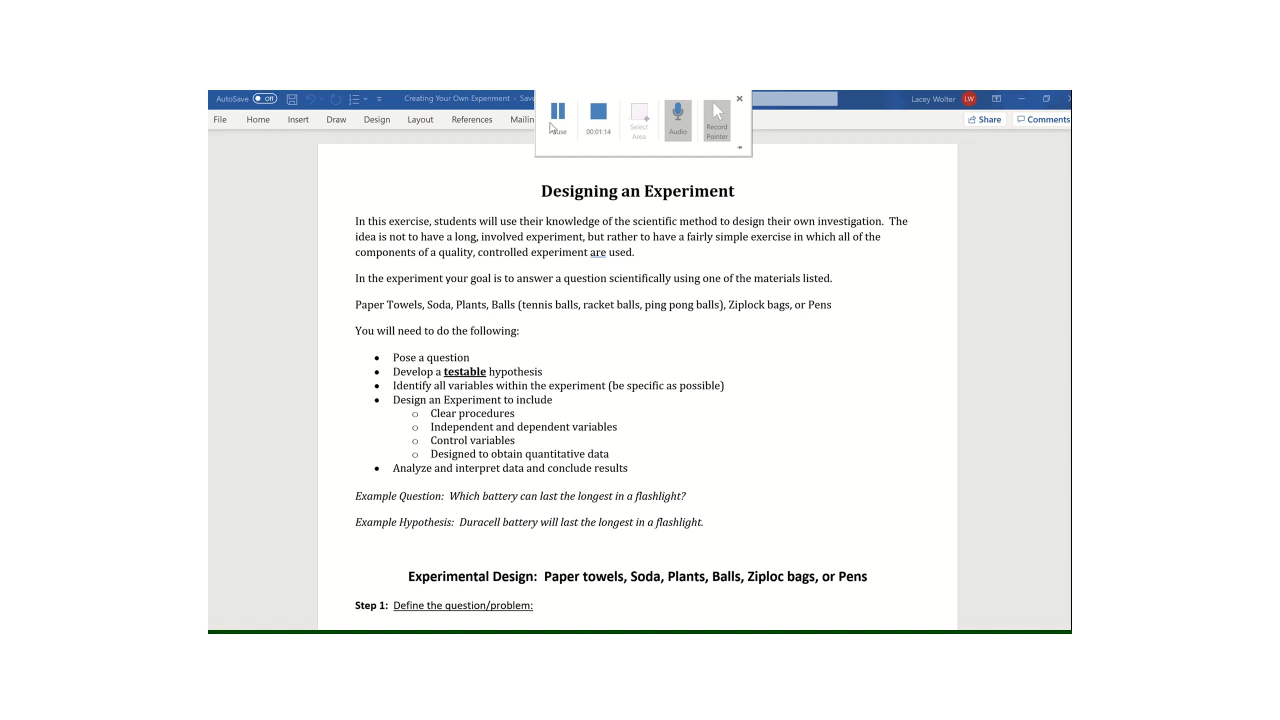 AutoSave Off Creating Your Own Experiment - Lacey Wolter LW
File Home Insert Draw Design Layout References Share Comments
00:01:14 Select Area Audio Record Pointer
Designing an Experiment
In this exercise, students will use their knowledge of the scientific method to design their own investigation. The
idea is not to have a long, involved experiment, but rather to have a fairly simple exercise in which all of the
components of a quality, controlled experiment are used.
In the experiment your goal is to answer a question scientifically using one of the materials listed.
Paper Towels, Soda, Plants, Balls (tennis balls, racket balls, ping pong balls), Ziplock bags, or Pens
You will need to do the following:
• Pose a question
• Develop a testable hypothesis
• Identify all variables within the experiment (be specific as possible)
• Design an Experiment to include
o Clear procedures
o Independent and dependent variables
o Control variables
o Designed to obtain quantitative data
• Analyze and interpret data and conclude results
Example Question: Which battery can last the longest in a flashlight?
Example Hypothesis: Duracell battery will last the longest in a flashlight.
Experimental Design: Paper towels, Soda, Plants, Balls, Ziploc bags, or Pens
Step 1: Define the question/problem: